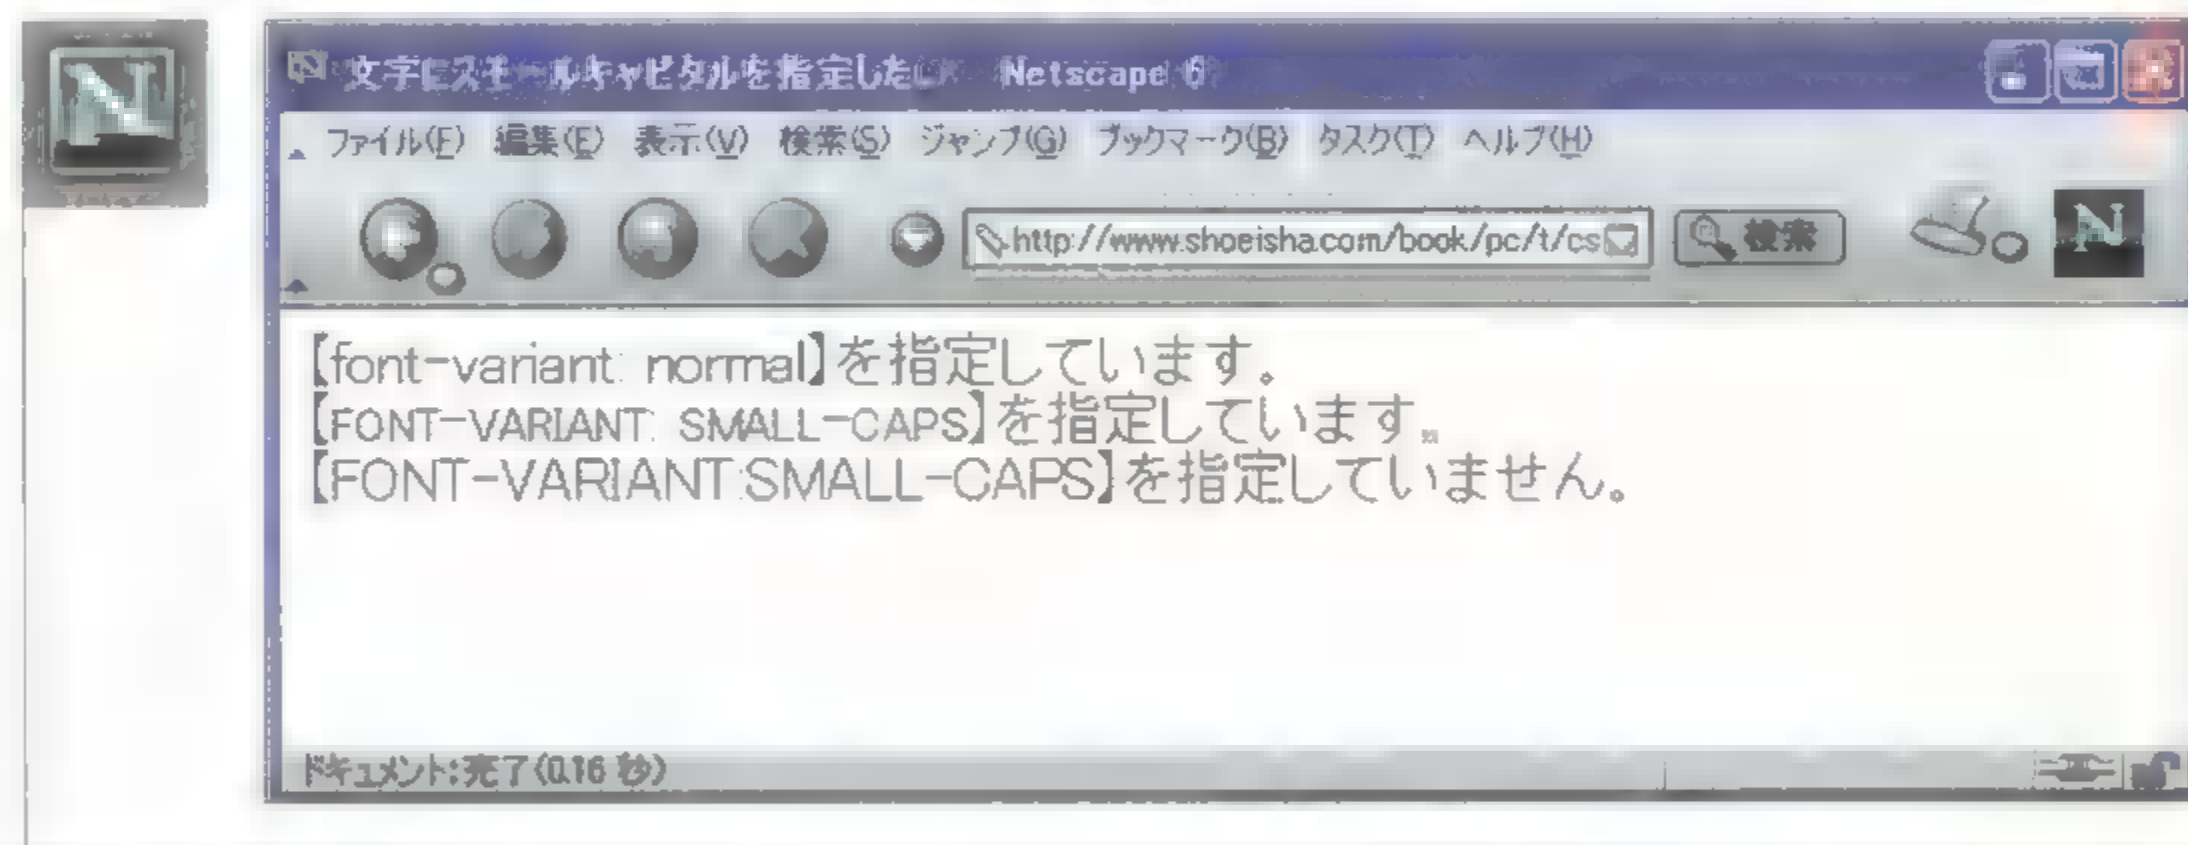 文字にスモールキャピタルを指定したい Netscape 6
ファイル(F) 編集(E) 表示(V) 検索(S) ジャンプ(G) ブックマーク(B) タスク(T) ヘルプ(H)
http://www.shoeisha.com/book/pc/t/cs 検索 N
【font-variant: normal】を指定しています。
【FONT-VARIANT: SMALL-CAPS】を指定しています。
【FONT-VARIANT:SMALL-CAPS】を指定していません。
ドキュメント:完了(0.16 秒)